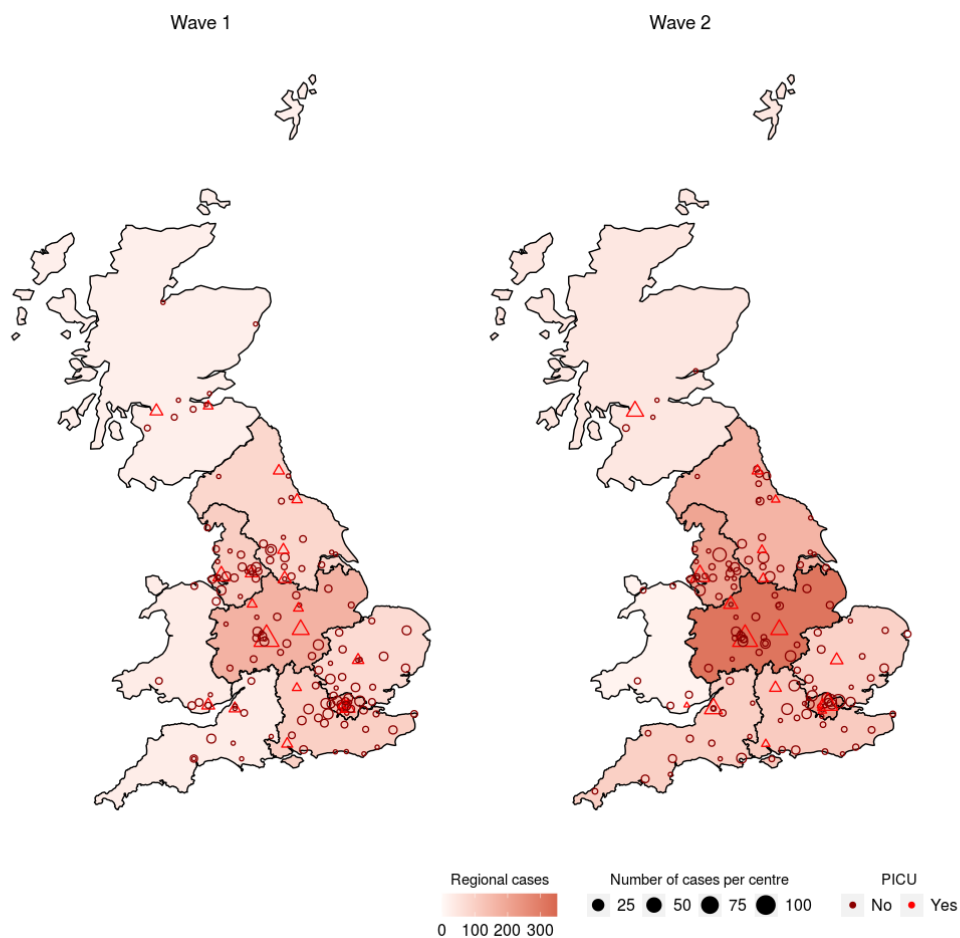 Wave 1
Wave 2
Regional cases
0 100 200 300
Number of cases per centre
25 50 75 100
PICU
No Yes